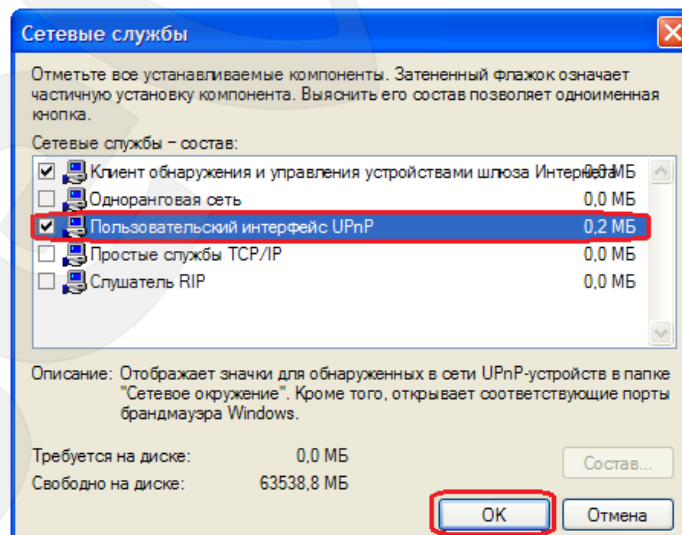 Сетевые службы
Отметьте все устанавливаемые компоненты. Затененный флажок означает
частичную установку компонента. Выяснить его состав позволяет одноименная
кнопка.
Сетевые службы – состав:
Клиент обнаружения и управления устройствами шлюза Интернета 0,0 МБ
Одноранговая сеть 0,0 МБ
Пользовательский интерфейс UPnP 0,2 МБ
Простые службы TCP/IP 0,0 МБ
Слушатель RIP 0,0 МБ
Описание: Отображает значки для обнаруженных в сети UPnP-устройств в папке
"Сетевое окружение". Кроме того, открывает соответствующие порты
брандмауэра Windows.
Требуется на диске: 0,0 МБ
Состав...
Свободно на диске: 63538,8 МБ
OK Отмена